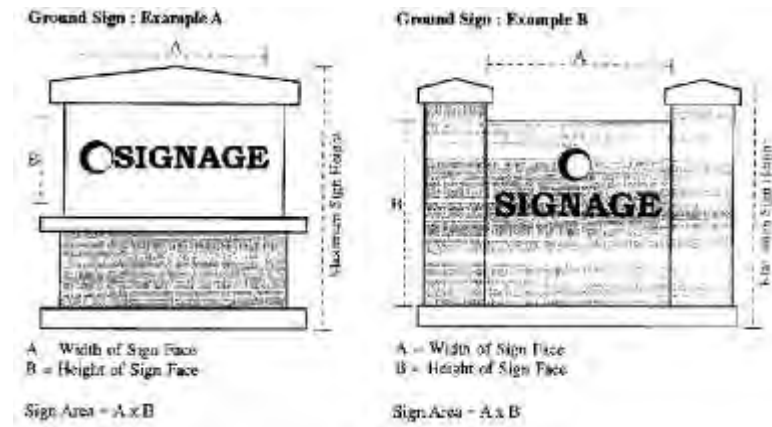 Ground Sign : Example A
A
B
SIGNAGE
Maximum Sign Height
A Width of Sign Face
B = Height of Sign Face
Sign Area = A x B
Ground Sign : Example B
A
B
SIGNAGE
Maximum Sign Height
A = Width of Sign Face
B = Height of Sign Face
Sign Area = A x B